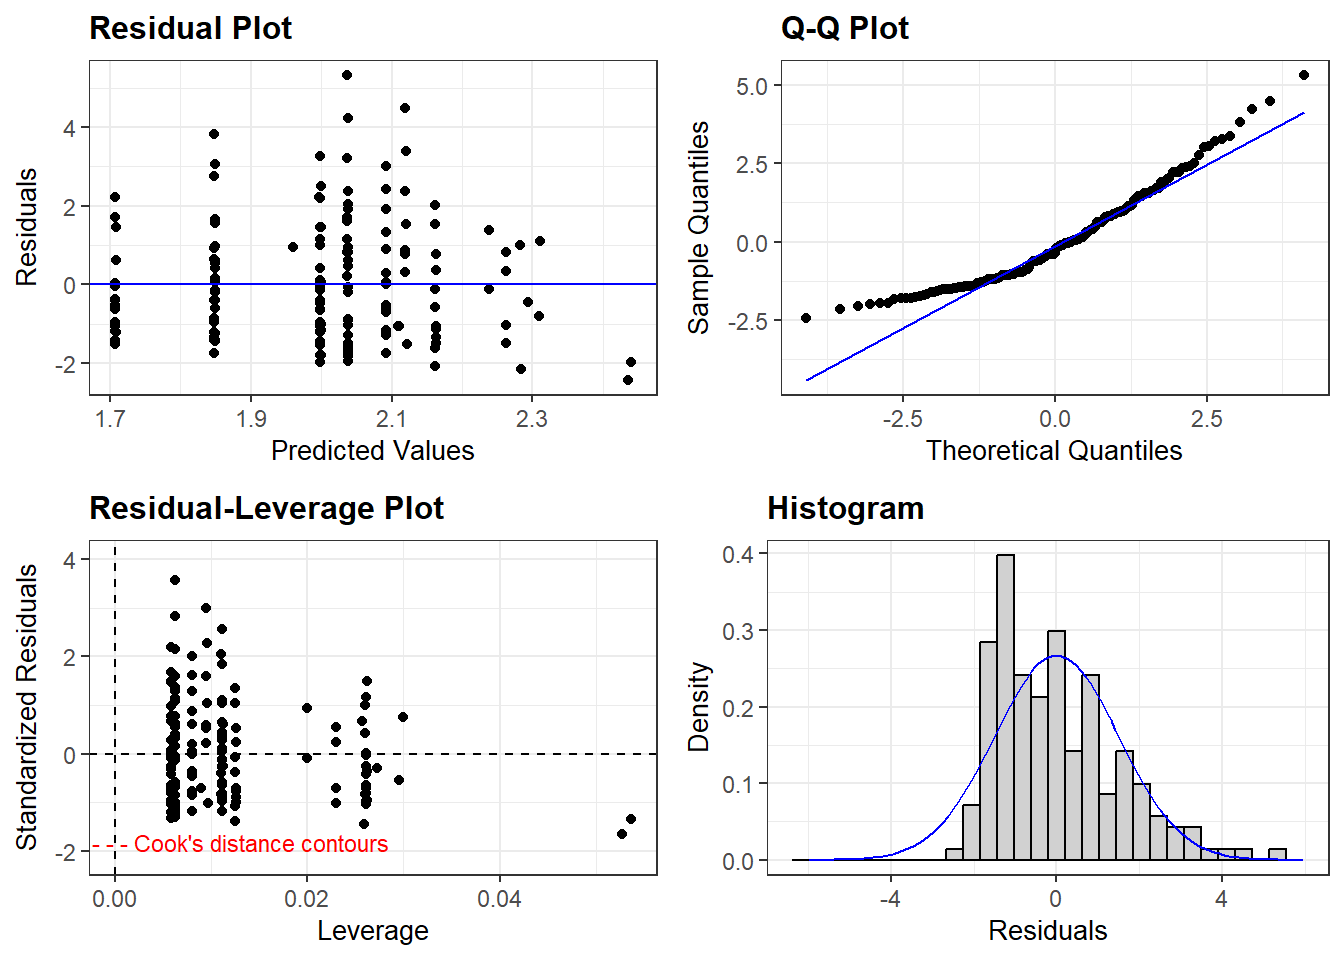 Residual Plot
Residuals
4
2
0
-2
1.7
1.9
2.1
2.3
Predicted Values
Q-Q Plot
Sample Quantiles
5.0
2.5
0.0
-2.5
-2.5
0.0
2.5
Theoretical Quantiles
Residual-Leverage Plot
Standardized Residuals
4
2
0
-2
Cook's distance contours
0.00
0.02
0.04
Leverage
Histogram
Density
0.4
0.3
0.2
0.1
0.0
-4
0
4
Residuals